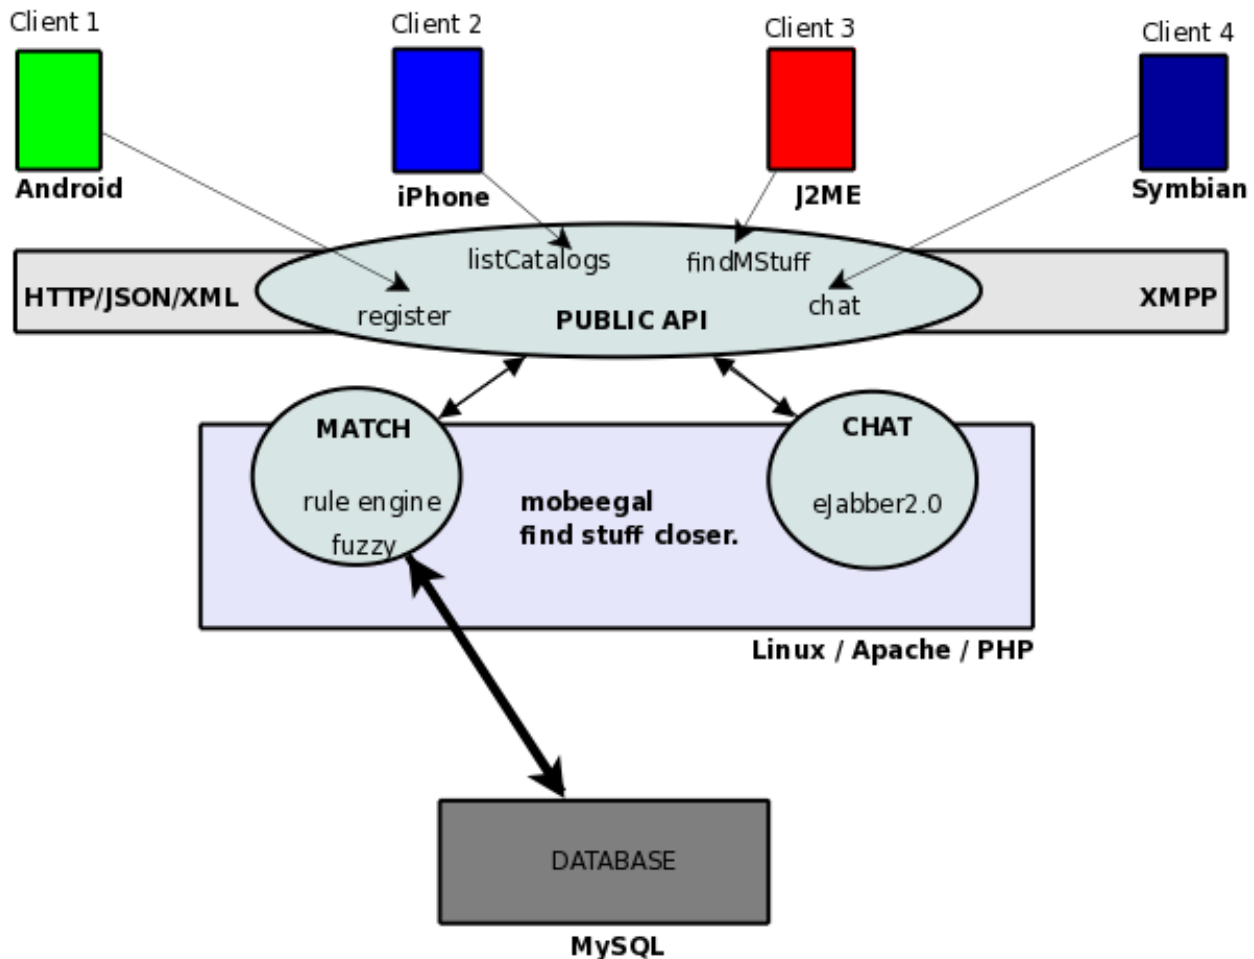 Client 1
Client 2
Client 3
Client 4
Android
iPhone
J2ME
Symbian
listCatalogs
findMStuff
HTTP/JSON/XML
XMPP
register
PUBLIC API
chat
MATCH
CHAT
rule engine
fuzzy
mobeegal
find stuff closer.
eJabber2.0
Linux / Apache / PHP
DATABASE
MySQL